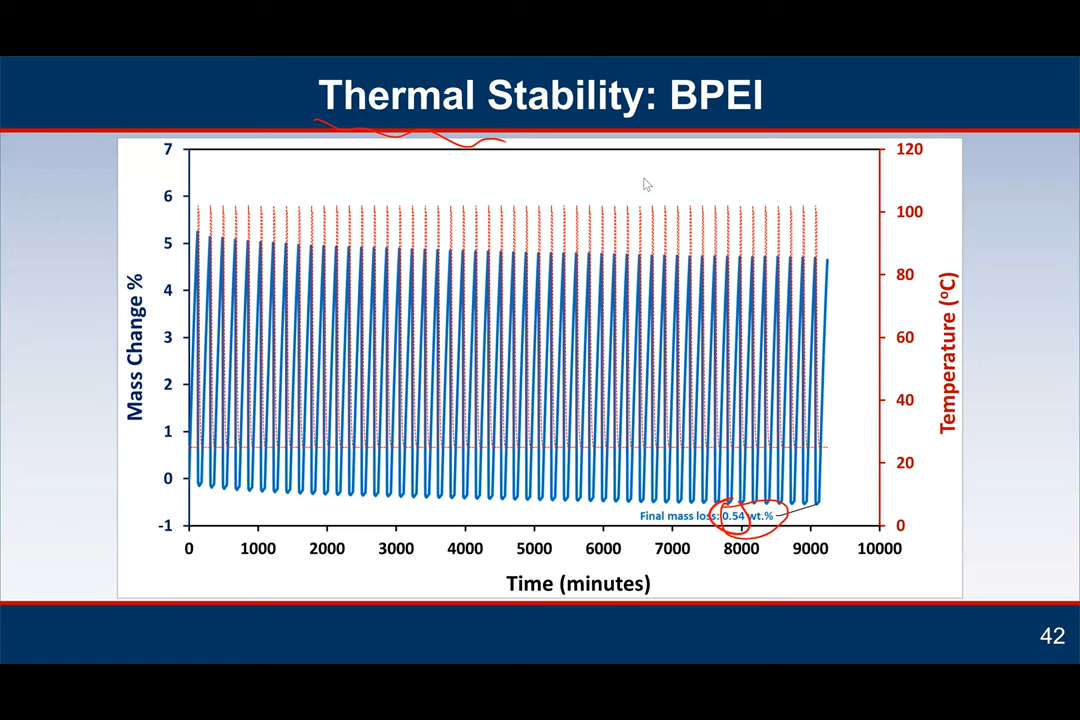 Thermal Stability: BPEI
7 120
6 100
5
4 80
3 60
2 40
1
0 20
-1 0
Mass Change %
Temperature (°C)
Final mass loss: 0.54 wt.%
0 1000 2000 3000 4000 5000 6000 7000 8000 9000 10000
Time (minutes)
42